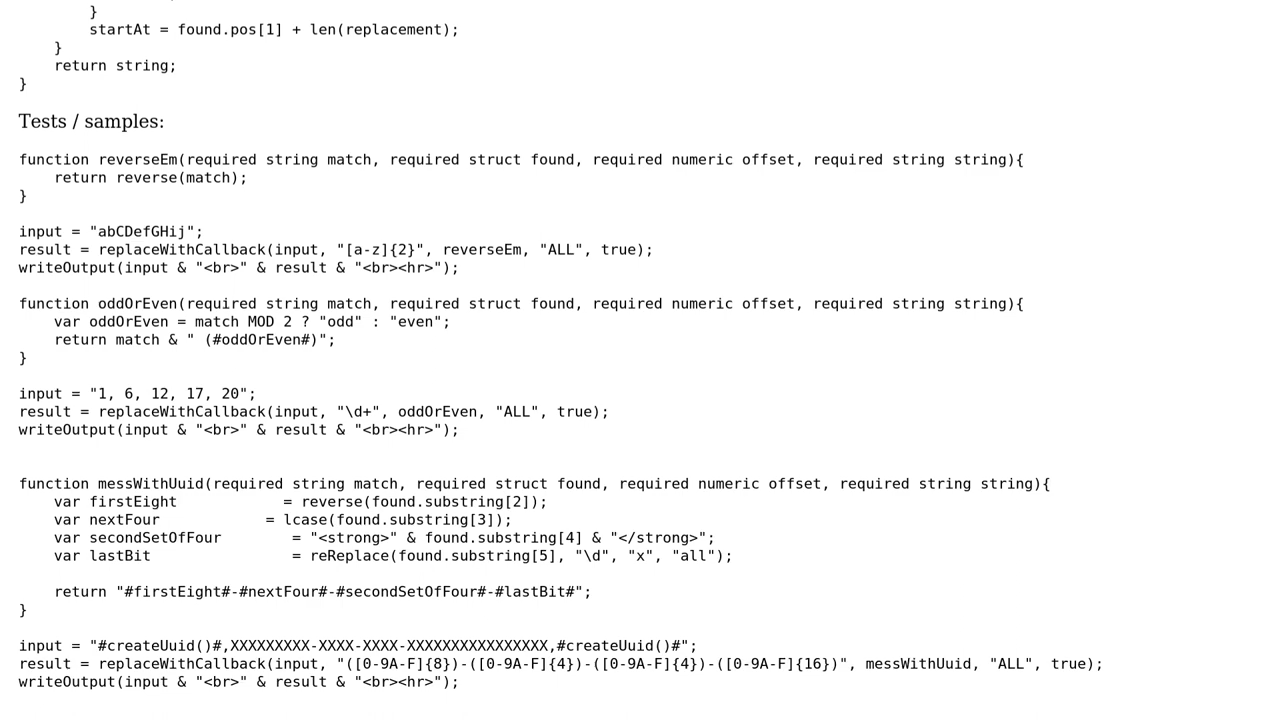 }
        startAt = found.pos[1] + len(replacement);
    }
    return string;
}
Tests / samples:
function reverseEm(required string match, required struct found, required numeric offset, required string string){
    return reverse(match);
}
input = "abCDefGHij";
result = replaceWithCallback(input, "[a-z]{2}", reverseEm, "ALL", true);
writeOutput(input & "<br>" & result & "<br><hr>");
function oddOrEven(required string match, required struct found, required numeric offset, required string string){
    var oddOrEven = match MOD 2 ? "odd" : "even";
    return match & " (#oddOrEven#)";
}
input = "1, 6, 12, 17, 20";
result = replaceWithCallback(input, "\d+", oddOrEven, "ALL", true);
writeOutput(input & "<br>" & result & "<br><hr>");
function messWithUuid(required string match, required struct found, required numeric offset, required string string){
    var firstEight            = reverse(found.substring[2]);
    var nextFour            = lcase(found.substring[3]);
    var secondSetOfFour        = "<strong>" & found.substring[4] & "</strong>";
    var lastBit                = reReplace(found.substring[5], "\d", "x", "all");
    return "#firstEight#-#nextFour#-#secondSetOfFour#-#lastBit#";
}
input = "#createUuid()#,XXXXXXXXX-XXXX-XXXX-XXXXXXXXXXXXXXXX,#createUuid()#";
result = replaceWithCallback(input, "([0-9A-F]{8})-([0-9A-F]{4})-([0-9A-F]{4})-([0-9A-F]{16})", messWithUuid, "ALL", true);
writeOutput(input & "<br>" & result & "<br><hr>");